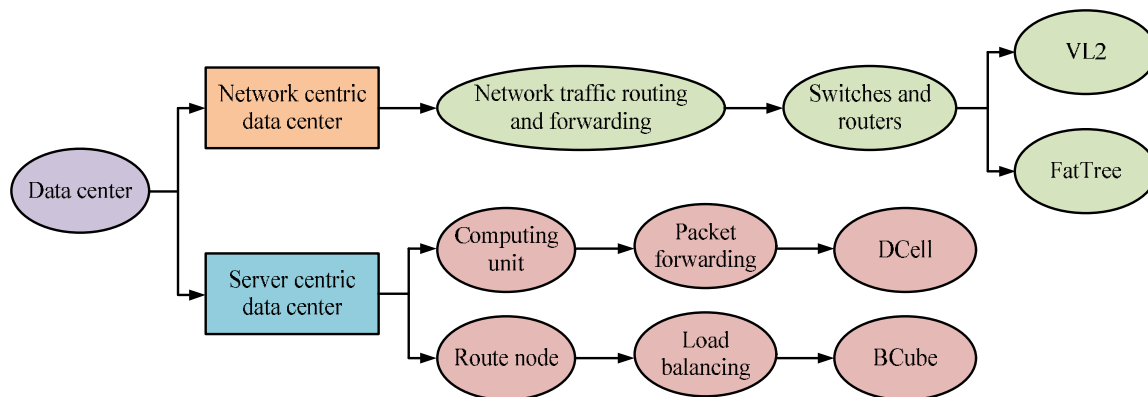 Data center
Network centric
data center
Network traffic routing
and forwarding
Switches and
routers
VL2
FatTree
Server centric
data center
Computing
unit
Packet
forwarding
DCell
Route node
Load
balancing
BCube